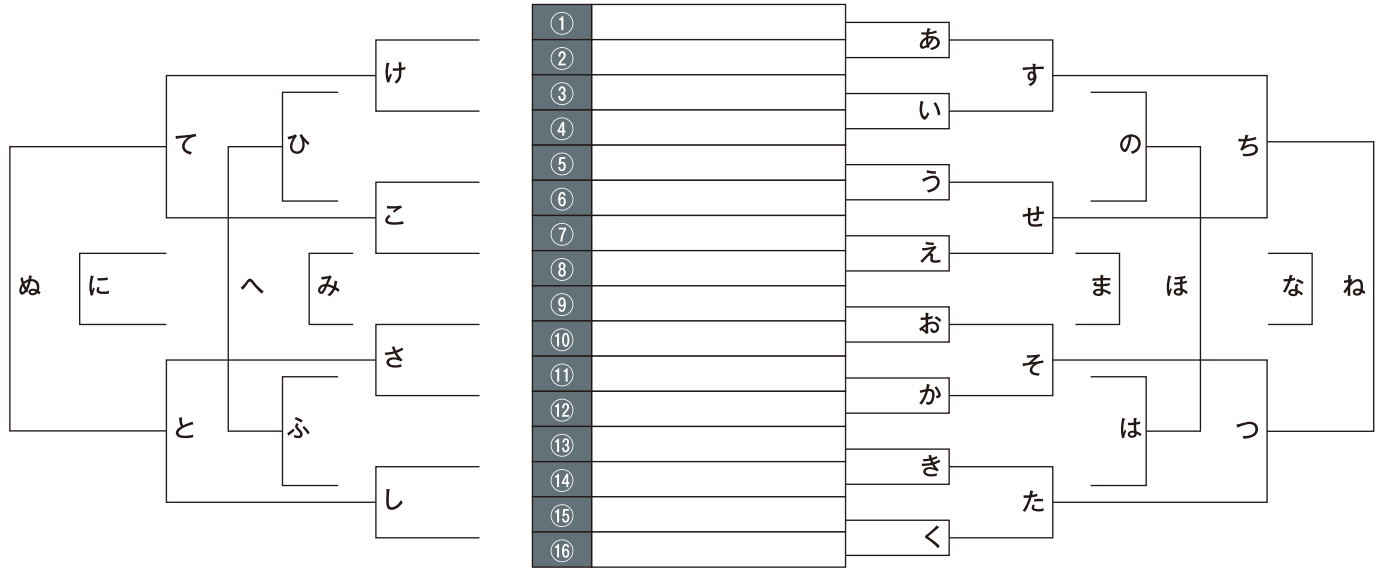 ①
②
③
④
⑤
⑥
⑦
⑧
⑨
⑩
⑪
⑫
⑬
⑭
⑮
⑯
あ
い
う
え
お
か
き
く
す
せ
そ
た
の
ま
は
ほ
ち
つ
な
ね
け
こ
さ
し
ひ
み
ふ
へ
て
と
に
ぬ